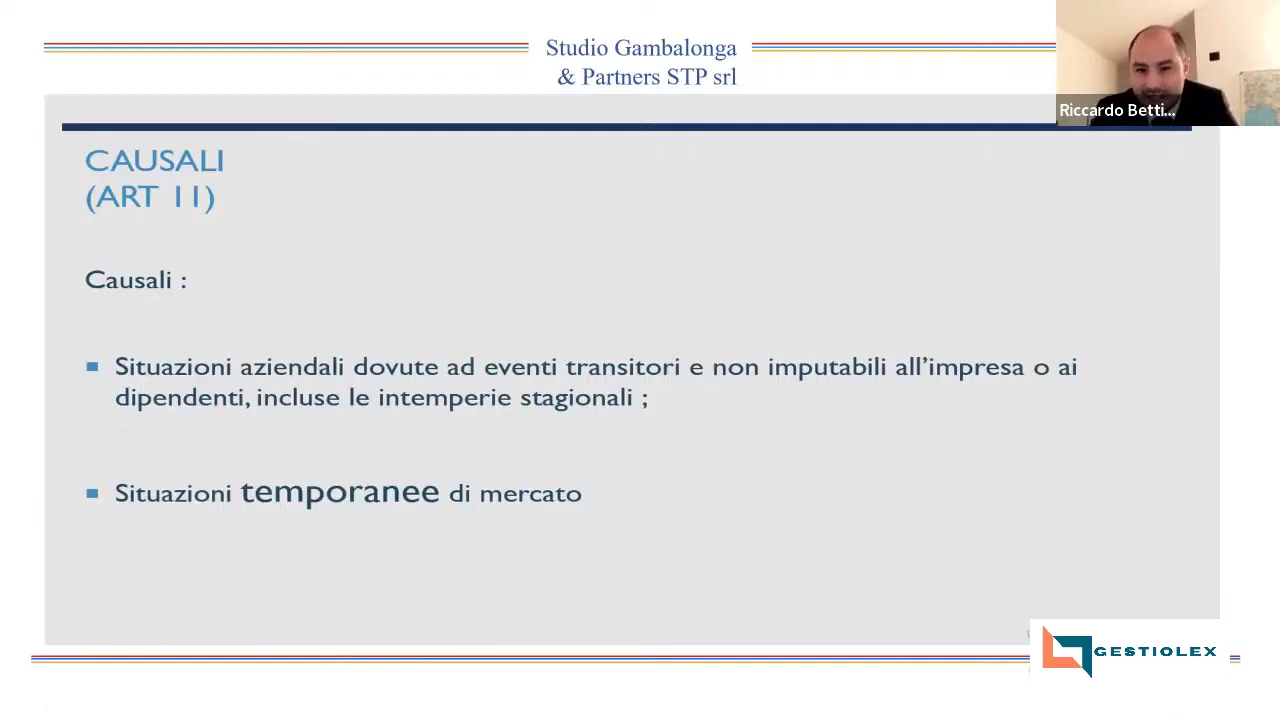 Studio Gambalonga
& Partners STP srl
Riccardo Betti...
CAUSALI
(ART 11)
Causali :
Situazioni aziendali dovute ad eventi transitori e non imputabili all’impresa o ai
dipendenti, incluse le intemperie stagionali ;
Situazioni temporanee di mercato
GESTIOLEX